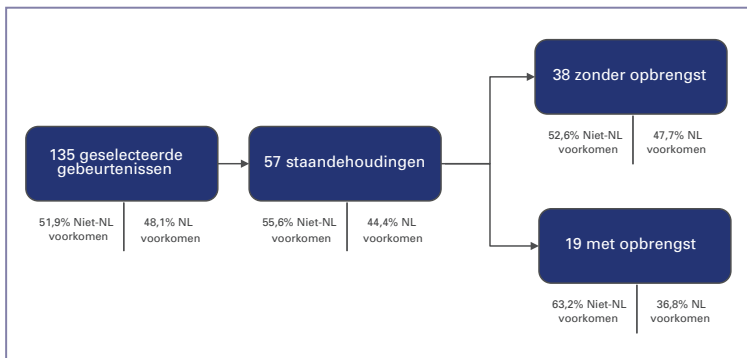 38 zonder opbrengst
52,6% Niet-NL
voorkomen
47,7% NL
voorkomen
135 geselecteerde
gebeurtenissen
57 staandehoudingen
51,9% Niet-NL
voorkomen
48,1% NL
voorkomen
55,6% Niet-NL
voorkomen
44,4% NL
voorkomen
19 met opbrengst
63,2% Niet-NL
voorkomen
36,8% NL
voorkomen